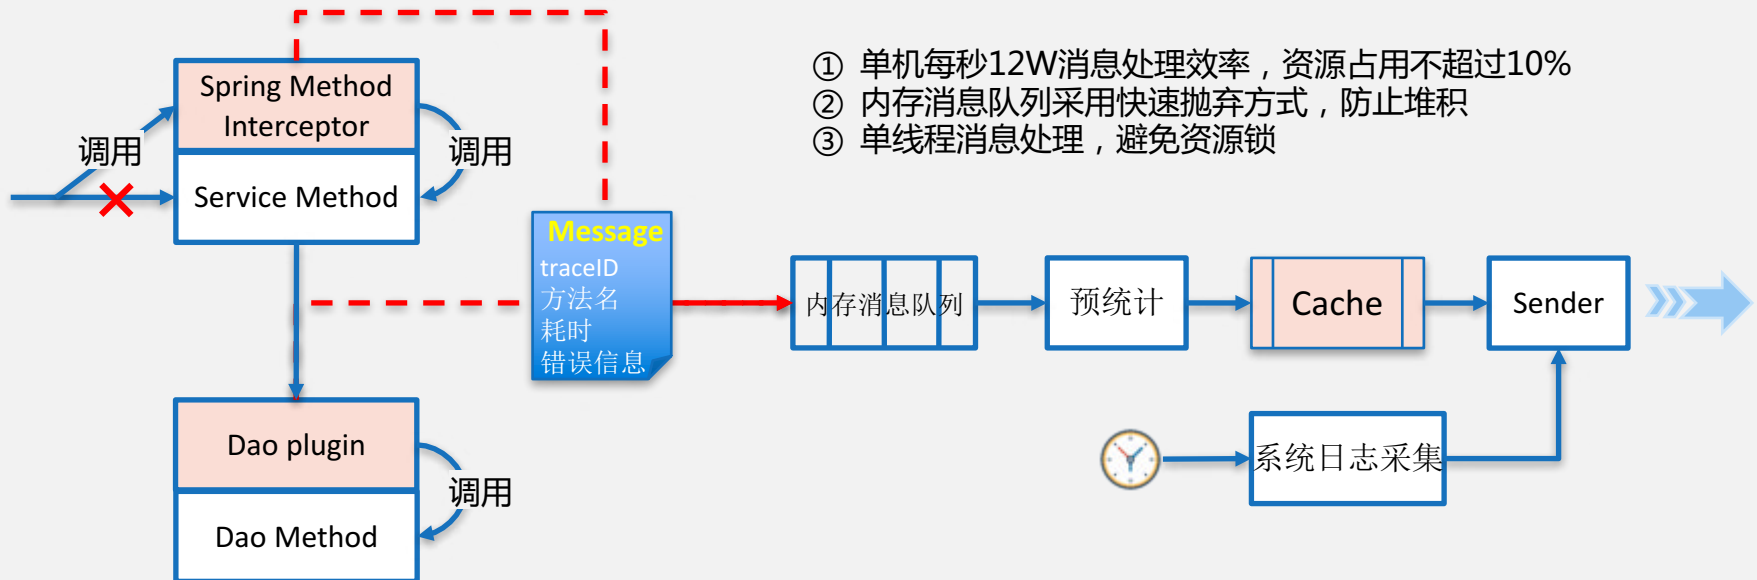 ① 单机每秒12W消息处理效率，资源占用不超过10%
② 内存消息队列采用快速抛弃方式，防止堆积
③ 单线程消息处理，避免资源锁
Spring Method
Interceptor
调用
调用
Service Method
Message
traceID
方法名
耗时
错误信息
内存消息队列
预统计
Cache
Sender
Dao plugin
调用
Dao Method
系统日志采集